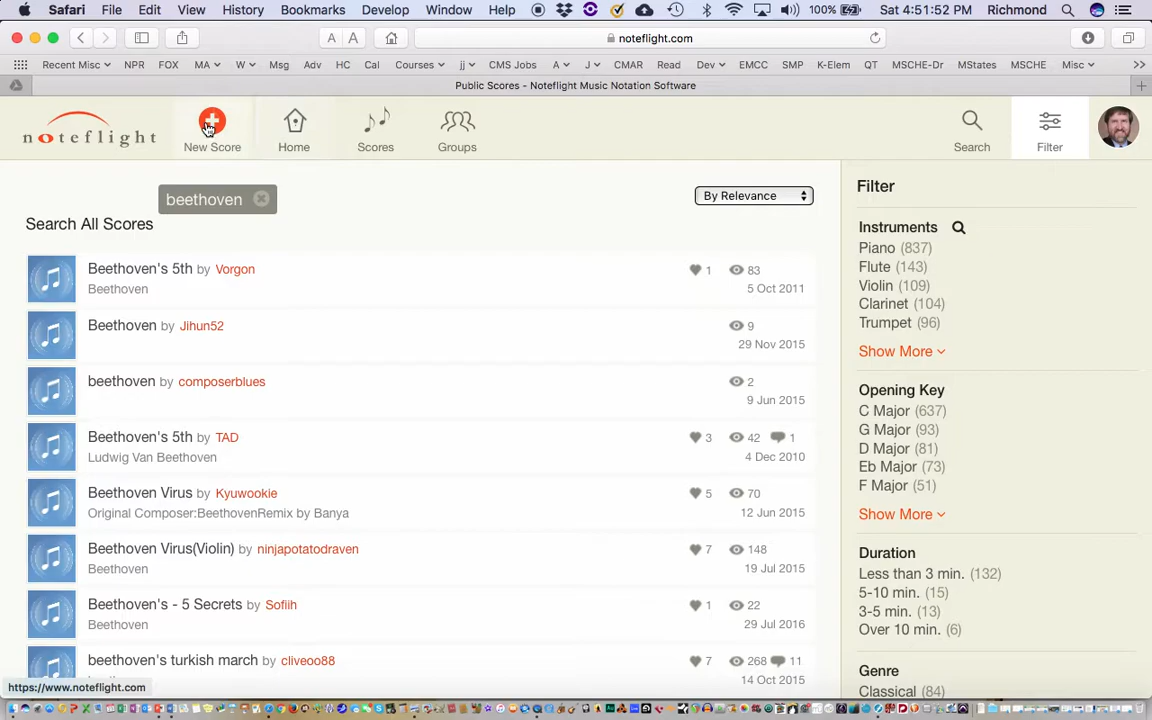 Safari File Edit View History Bookmarks Develop Window Help 100% Sat 4:51:52 PM Richmond
A A noteflight.com
Recent Misc NPR FOX MA W Msg Adv HC Cal Courses jj CMS Jobs A J CMAR Read Dev EMCC SMP K-Elem QT MSCHE-Dr MStates MSCHE Misc >>
Public Scores - Noteflight Music Notation Software
noteflight New Score Home Scores Groups Search Filter
beethoven
By Relevance
Search All Scores
Beethoven's 5th by Vorgon 1 83
Beethoven 5 Oct 2011
Beethoven by Jihun52 9
29 Nov 2015
beethoven by composerblues 2
9 Jun 2015
Beethoven's 5th by TAD 3 42 1
Ludwig Van Beethoven 4 Dec 2010
Beethoven Virus by Kyuwookie 5 70
Original Composer:BeethovenRemix by Banya 12 Jun 2015
Beethoven Virus(Violin) by ninjapotatodraven 7 148
Beethoven 19 Jul 2015
Beethoven's - 5 Secrets by Sofiih 1 22
Beethoven 29 Jul 2016
beethoven's turkish march by cliveoo88 7 268 11
14 Oct 2015
Filter
Instruments
Piano (837)
Flute (143)
Violin (109)
Clarinet (104)
Trumpet (96)
Show More
Opening Key
C Major (637)
G Major (93)
D Major (81)
Eb Major (73)
F Major (51)
Show More
Duration
Less than 3 min. (132)
5-10 min. (15)
3-5 min. (13)
Over 10 min. (6)
Genre
Classical (84)
https://www.noteflight.com